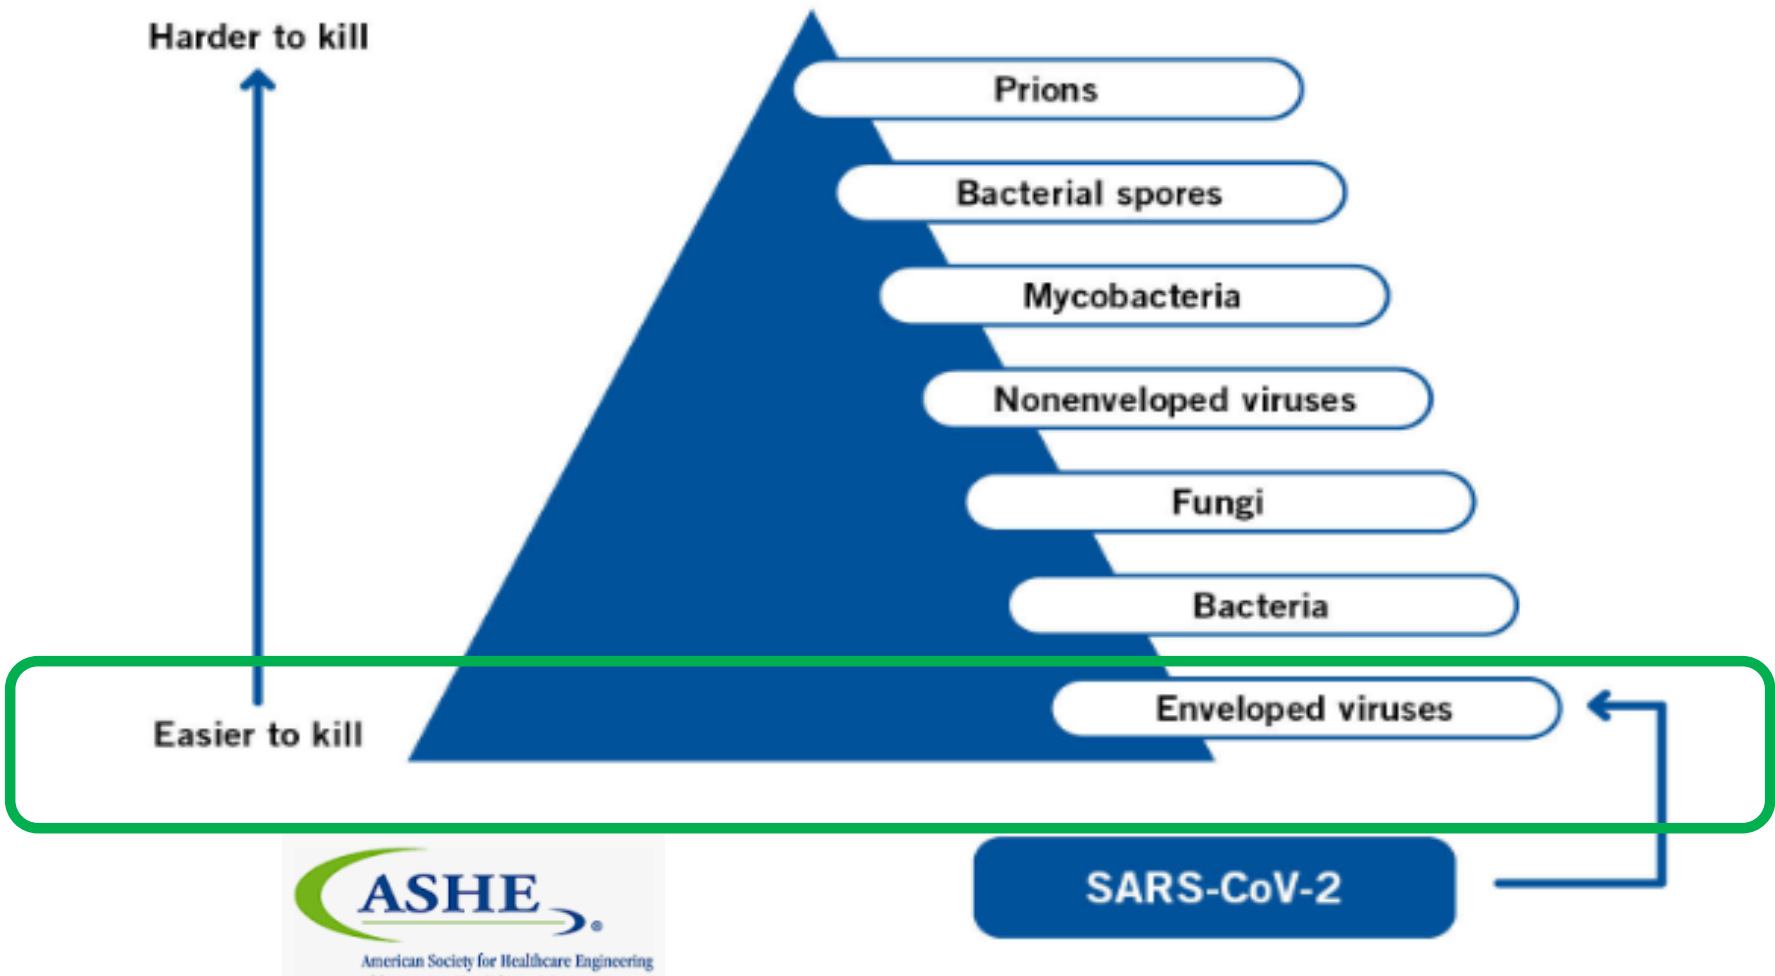 Harder to kill
Prions
Bacterial spores
Mycobacteria
Nonenveloped viruses
Fungi
Bacteria
Enveloped viruses
Easier to kill
SARS-CoV-2
ASHE®
American Society for Healthcare Engineering